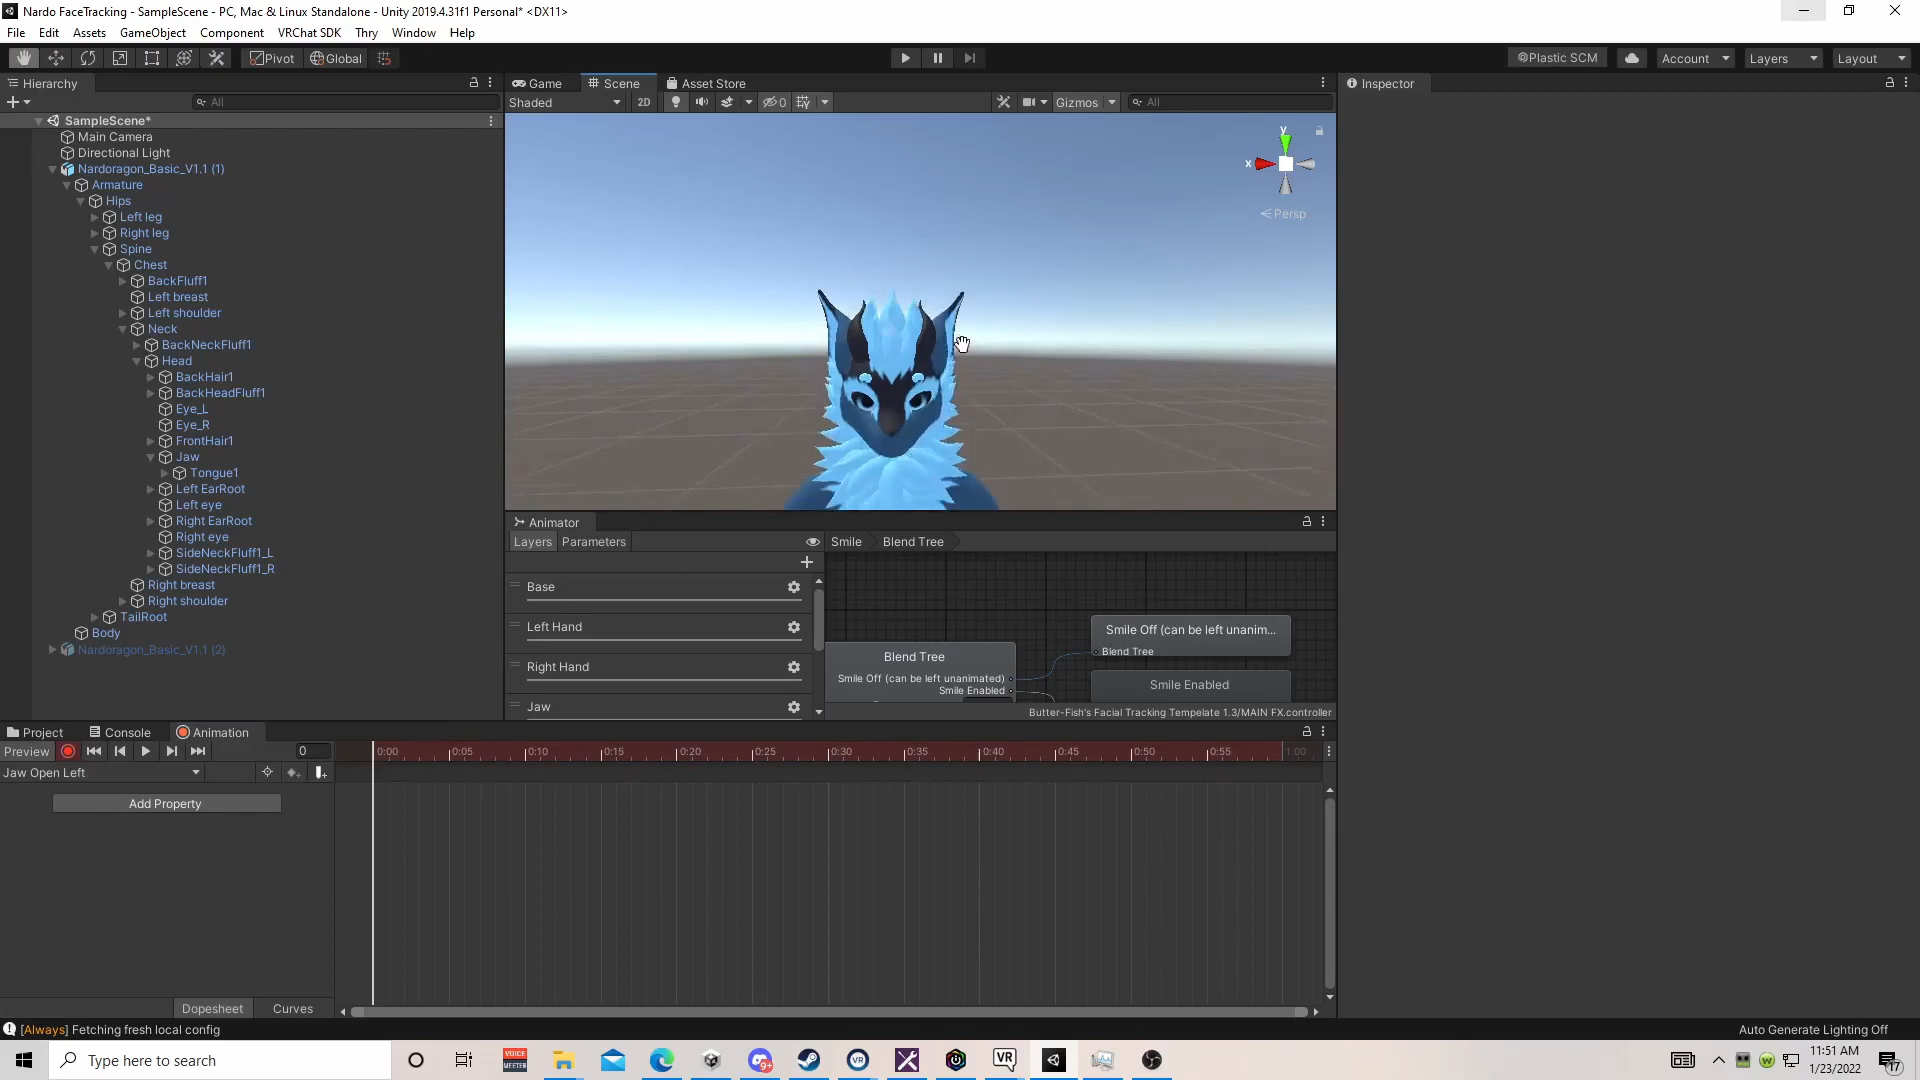 Nardo FaceTracking - SampleScene - PC, Mac & Linux Standalone - Unity 2019.4.31f1 Personal* <DX11>
File Edit Assets GameObject Component VRChat SDK Thry Window Help
Pivot Global Plastic SCM Account Layers Layout
Hierarchy Game Scene Asset Store Inspector
All Shaded 2D 0 Gizmos All
SampleScene*
Main Camera
Directional Light
Nardoragon_Basic_V1.1 (1)
Armature
Hips
Left leg
Right leg
Spine
Chest
BackFluff1
Left breast
Left shoulder
Neck
BackNeckFluff1
Head
BackHair1
BackHeadFluff1
Eye_L
Eye_R
FrontHair1
Jaw
Tongue1
Left EarRoot
Left eye
Right EarRoot
Right eye
SideNeckFluff1_L
SideNeckFluff1_R
Right breast
Right shoulder
TailRoot
Body
Nardoragon_Basic_V1.1 (2)
y
x
Persp
Animator
Layers Parameters Smile Blend Tree
Base
Left Hand
Right Hand
Jaw
Blend Tree
Smile Off (can be left unanimated)
Smile Enabled
Smile Off (can be left unanim...
Blend Tree
Smile Enabled
Butter-Fish's Facial Tracking Tempelate 1.3/MAIN FX.controller
Project Console Animation
Preview 0 0:00 0:05 0:10 0:15 0:20 0:25 0:30 0:35 0:40 0:45 0:50 0:55 1:00
Jaw Open Left
Add Property
Dopesheet Curves
[Always] Fetching fresh local config Auto Generate Lighting Off
Type here to search
VOICE
MEETER
9+
VR
VR
11:51 AM
1/23/2022
17